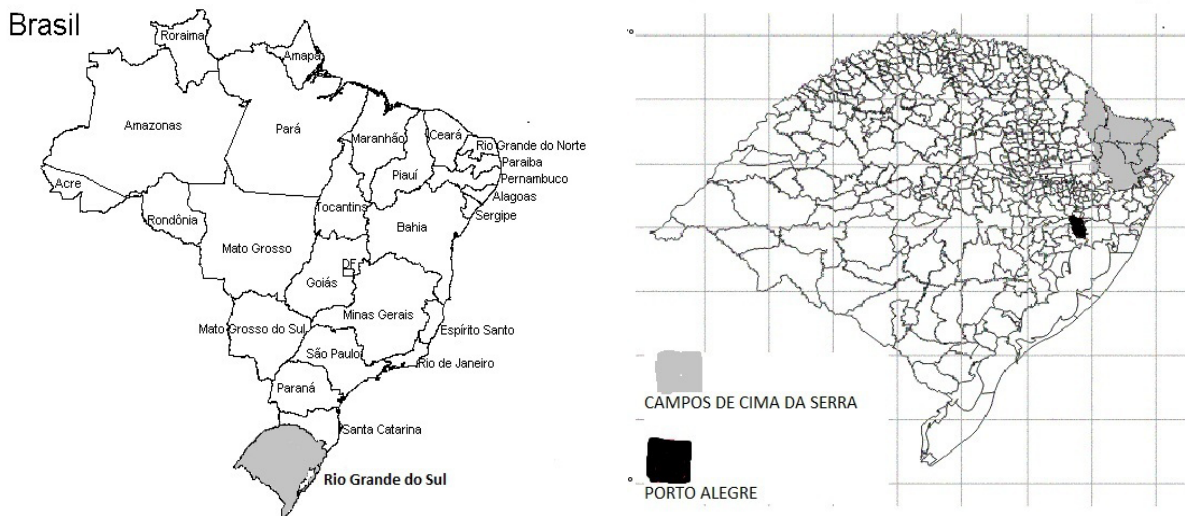 Brasil
Roraima
Amapá
Amazonas
Pará
Maranhão
Ceará
Rio Grande do Norte
Paraiba
Pernambuco
Piauí
Alagoas
Sergipe
Acre
Rondônia
Tocantins
Bahia
Mato Grosso
DF
Goiás
Minas Gerais
Mato Grosso do Sul
Espírito Santo
São Paulo
Rio de Janeiro
Paraná
Santa Catarina
Rio Grande do Sul
CAMPOS DE CIMA DA SERRA
PORTO ALEGRE